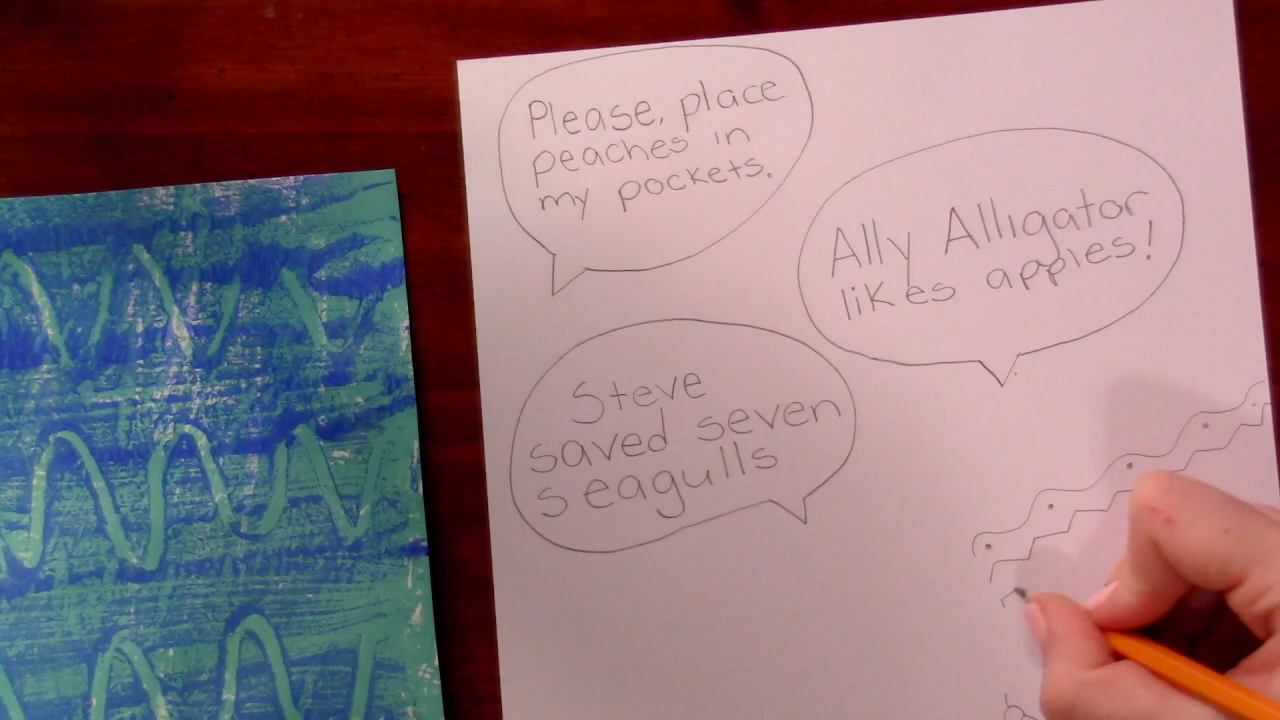 Please, place
peaches in
my pockets.
Ally Alligator
likes apples!
Steve
saved seven
seagulls